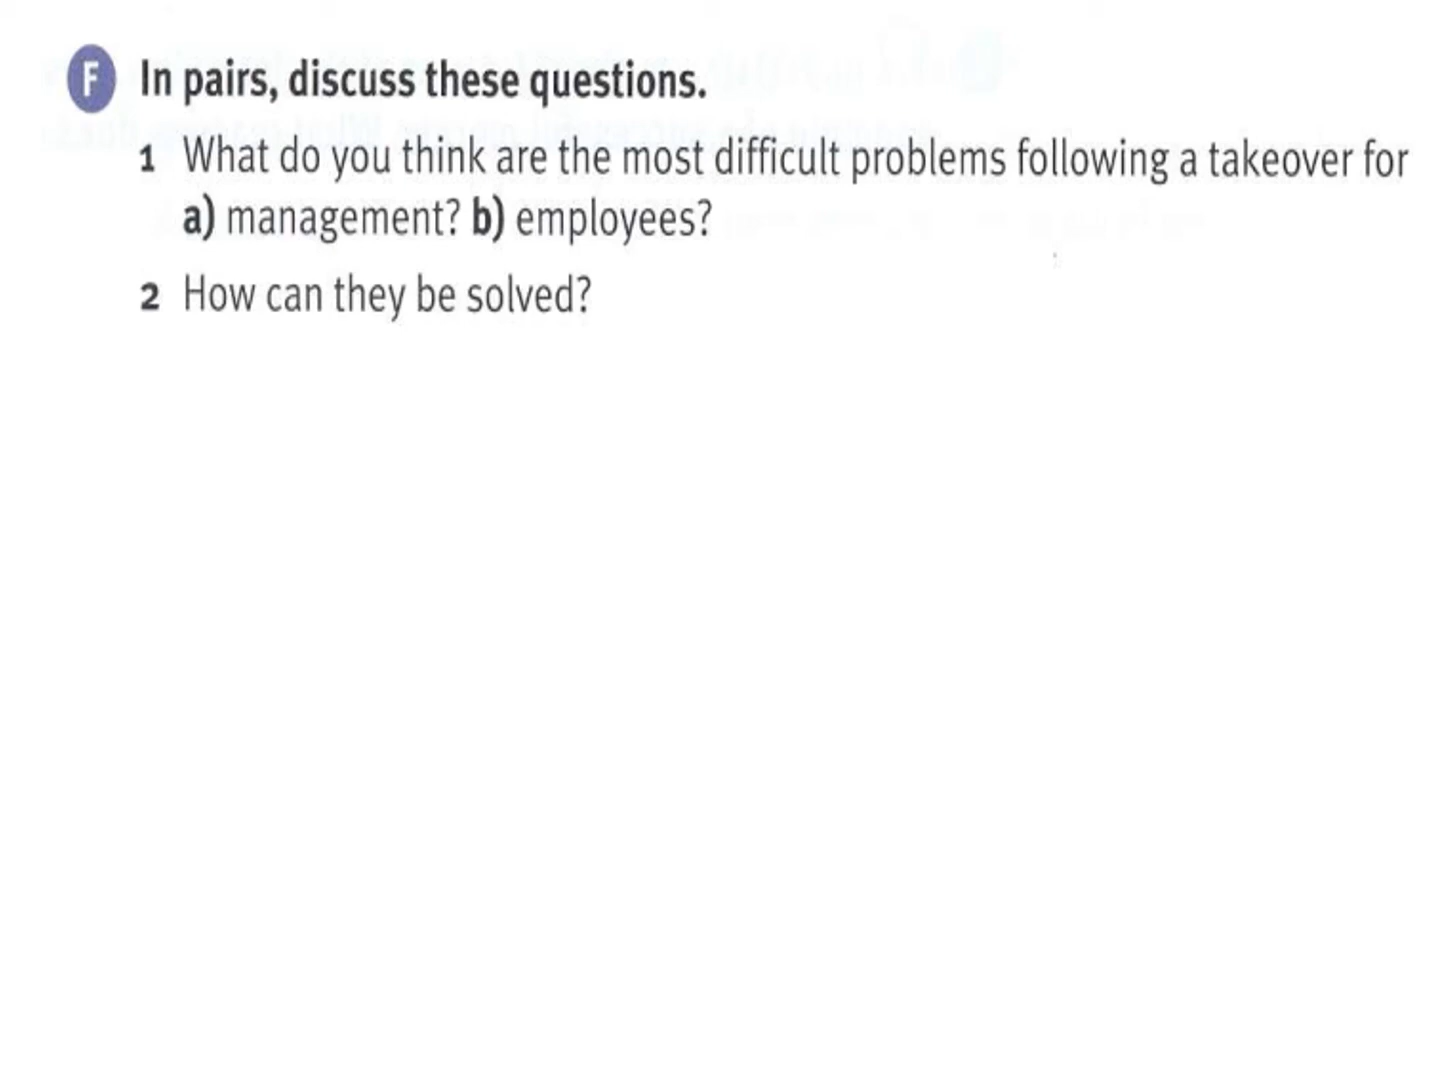 F In pairs, discuss these questions.
1 What do you think are the most difficult problems following a takeover for
a) management? b) employees?
2 How can they be solved?